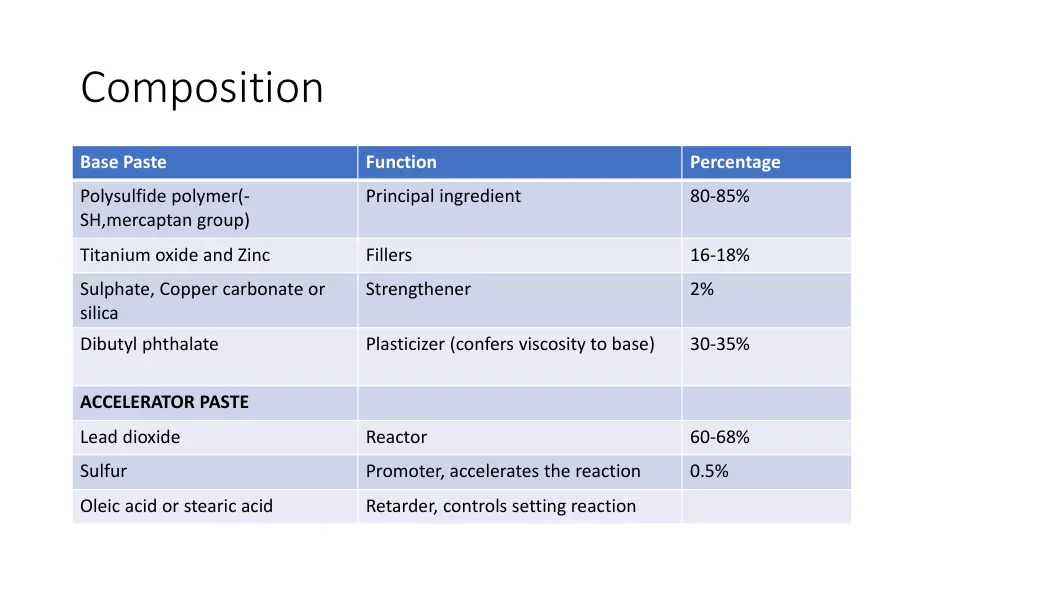 Composition
Base Paste Function Percentage
Polysulfide polymer(- Principal ingredient 80-85%
SH,mercaptan group)
Titanium oxide and Zinc Fillers 16-18%
Sulphate, Copper carbonate or Strengthener 2%
silica
Dibutyl phthalate Plasticizer (confers viscosity to base) 30-35%
ACCELERATOR PASTE
Lead dioxide Reactor 60-68%
Sulfur Promoter, accelerates the reaction 0.5%
Oleic acid or stearic acid Retarder, controls setting reaction